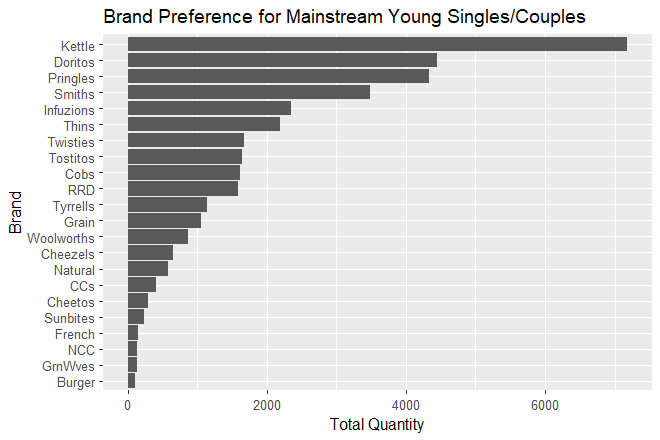 Brand Preference for Mainstream Young Singles/Couples
Kettle
Doritos
Pringles
Smiths
Infuzions
Thins
Twisties
Tostitos
Cobs
RRD
Tyrrells
Grain
Woolworths
Cheezels
Natural
CCs
Cheetos
Sunbites
French
NCC
GrnWves
Burger
Brand
0 2000 4000 6000
Total Quantity